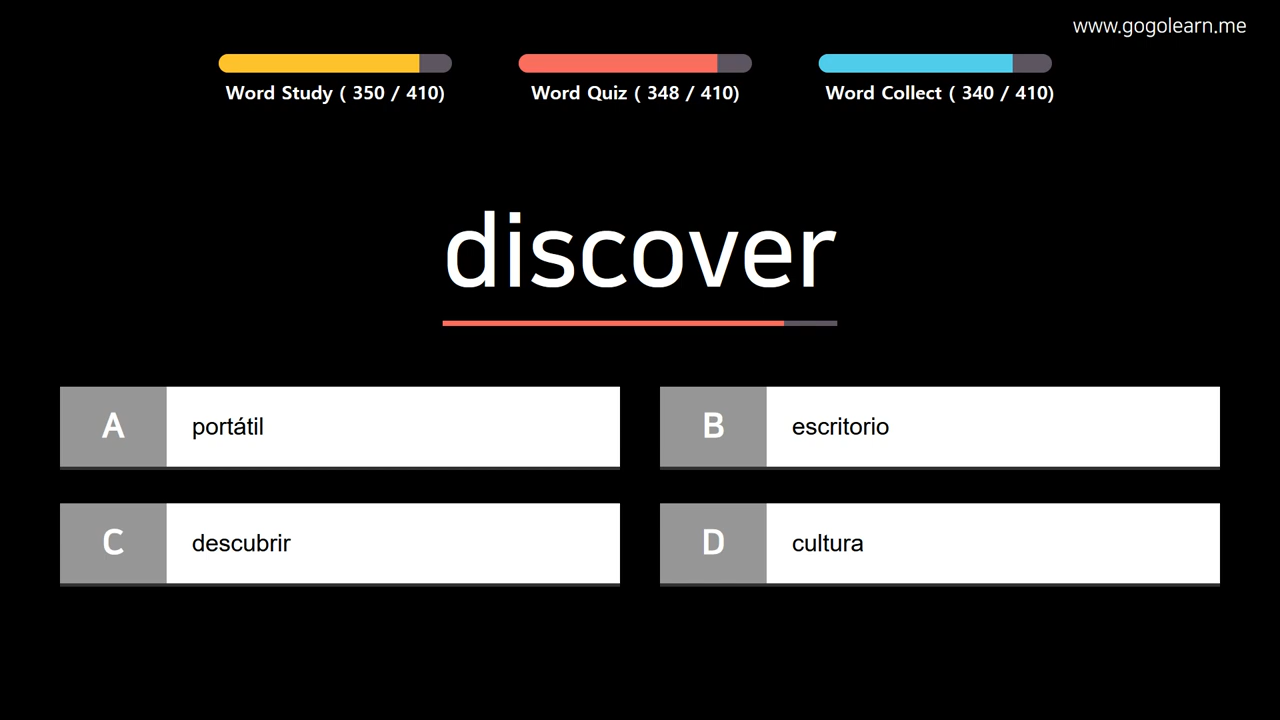 www.gogolearn.me
Word Study ( 350 / 410)
Word Quiz ( 348 / 410)
Word Collect ( 340 / 410)
discover
A portátil
B escritorio
C descubrir
D cultura